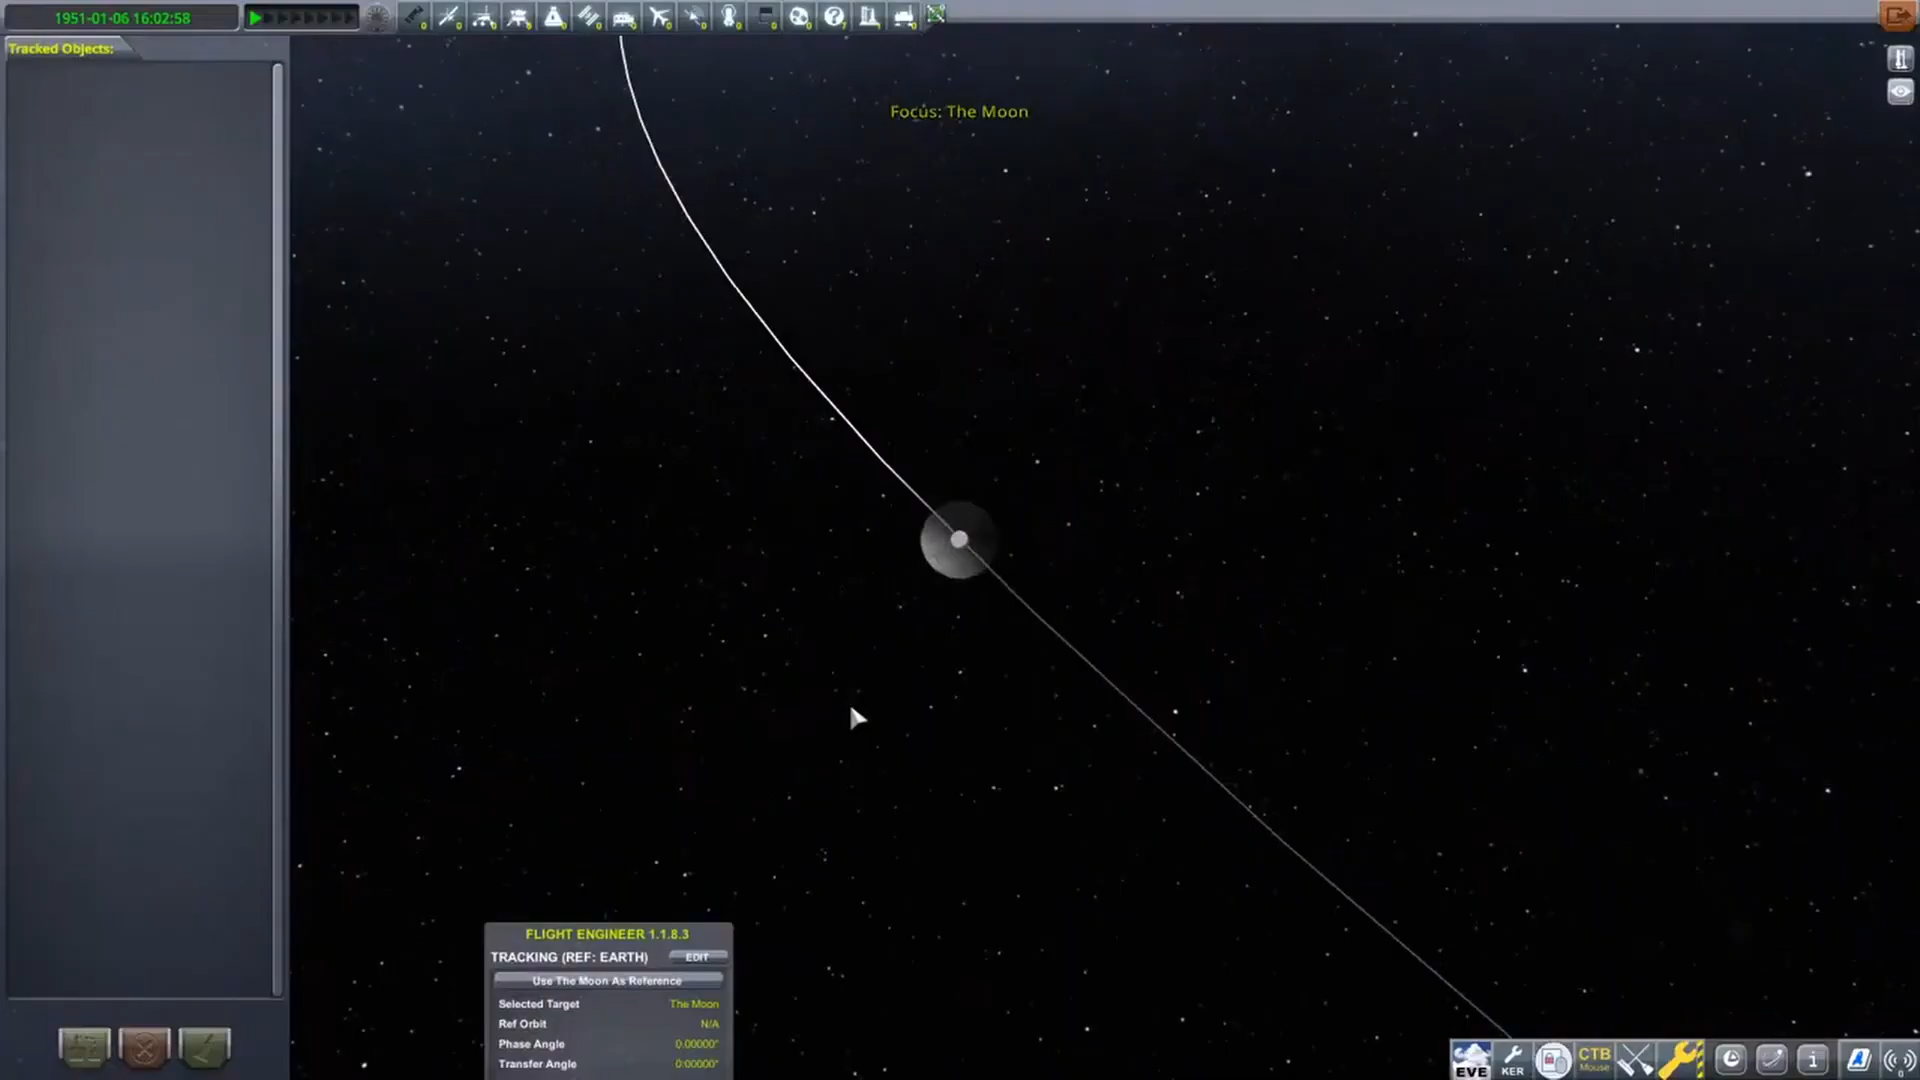 1951-01-06 16:02:58
Tracked Objects:
Focus: The Moon
FLIGHT ENGINEER 1.1.8.3
TRACKING (REF: EARTH) EDIT
Use The Moon As Reference
Selected Target The Moon
Ref Orbit N/A
Phase Angle 0.00000°
Transfer Angle 0.00000°
EVE KER CTB Mouse